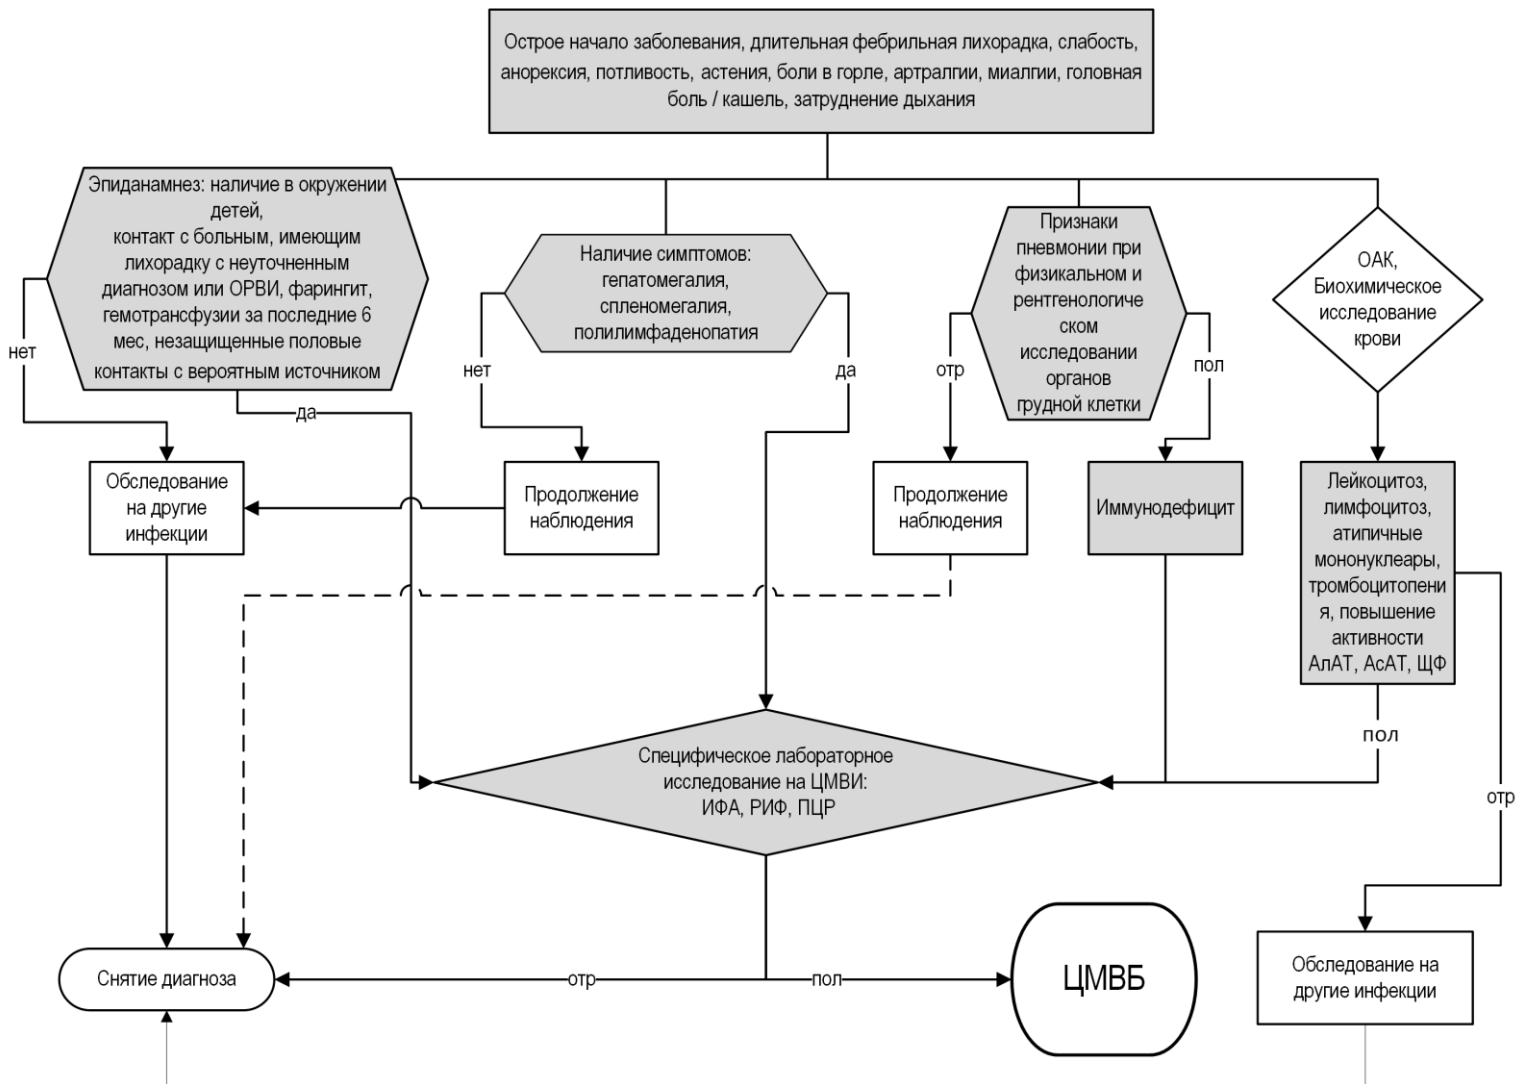 Острое начало заболевания, длительная фебрильная лихорадка, слабость,
анорексия, потливость, астения, боли в горле, артралгии, миалгии, головная
боль / кашель, затруднение дыхания
Эпиданамнез: наличие в окружении
детей,
контакт с больным, имеющим
лихорадку с неуточненным
диагнозом или ОРВИ, фарингит,
гемотрансфузии за последние 6
мес, незащищенные половые
контакты с вероятным источником
Наличие симптомов:
гепатомегалия,
спленомегалия,
полилимфаденопатия
Признаки
пневмонии при
физикальном и
рентгенологиче
ском
исследовании
органов
грудной клетки
ОАК,
Биохимическое
исследование
крови
нет
да
нет
да
отр
пол
Обследование
на другие
инфекции
Продолжение
наблюдения
Продолжение
наблюдения
Иммунодефицит
Лейкоцитоз,
лимфоцитоз,
атипичные
мононуклеары,
тромбоцитопени
я, повышение
активности
АлАТ, АсАТ, ЩФ
пол
отр
Специфическое лабораторное
исследование на ЦМВИ:
ИФА, РИФ, ПЦР
Снятие диагноза
отр
пол
ЦМВБ
Обследование на
другие инфекции